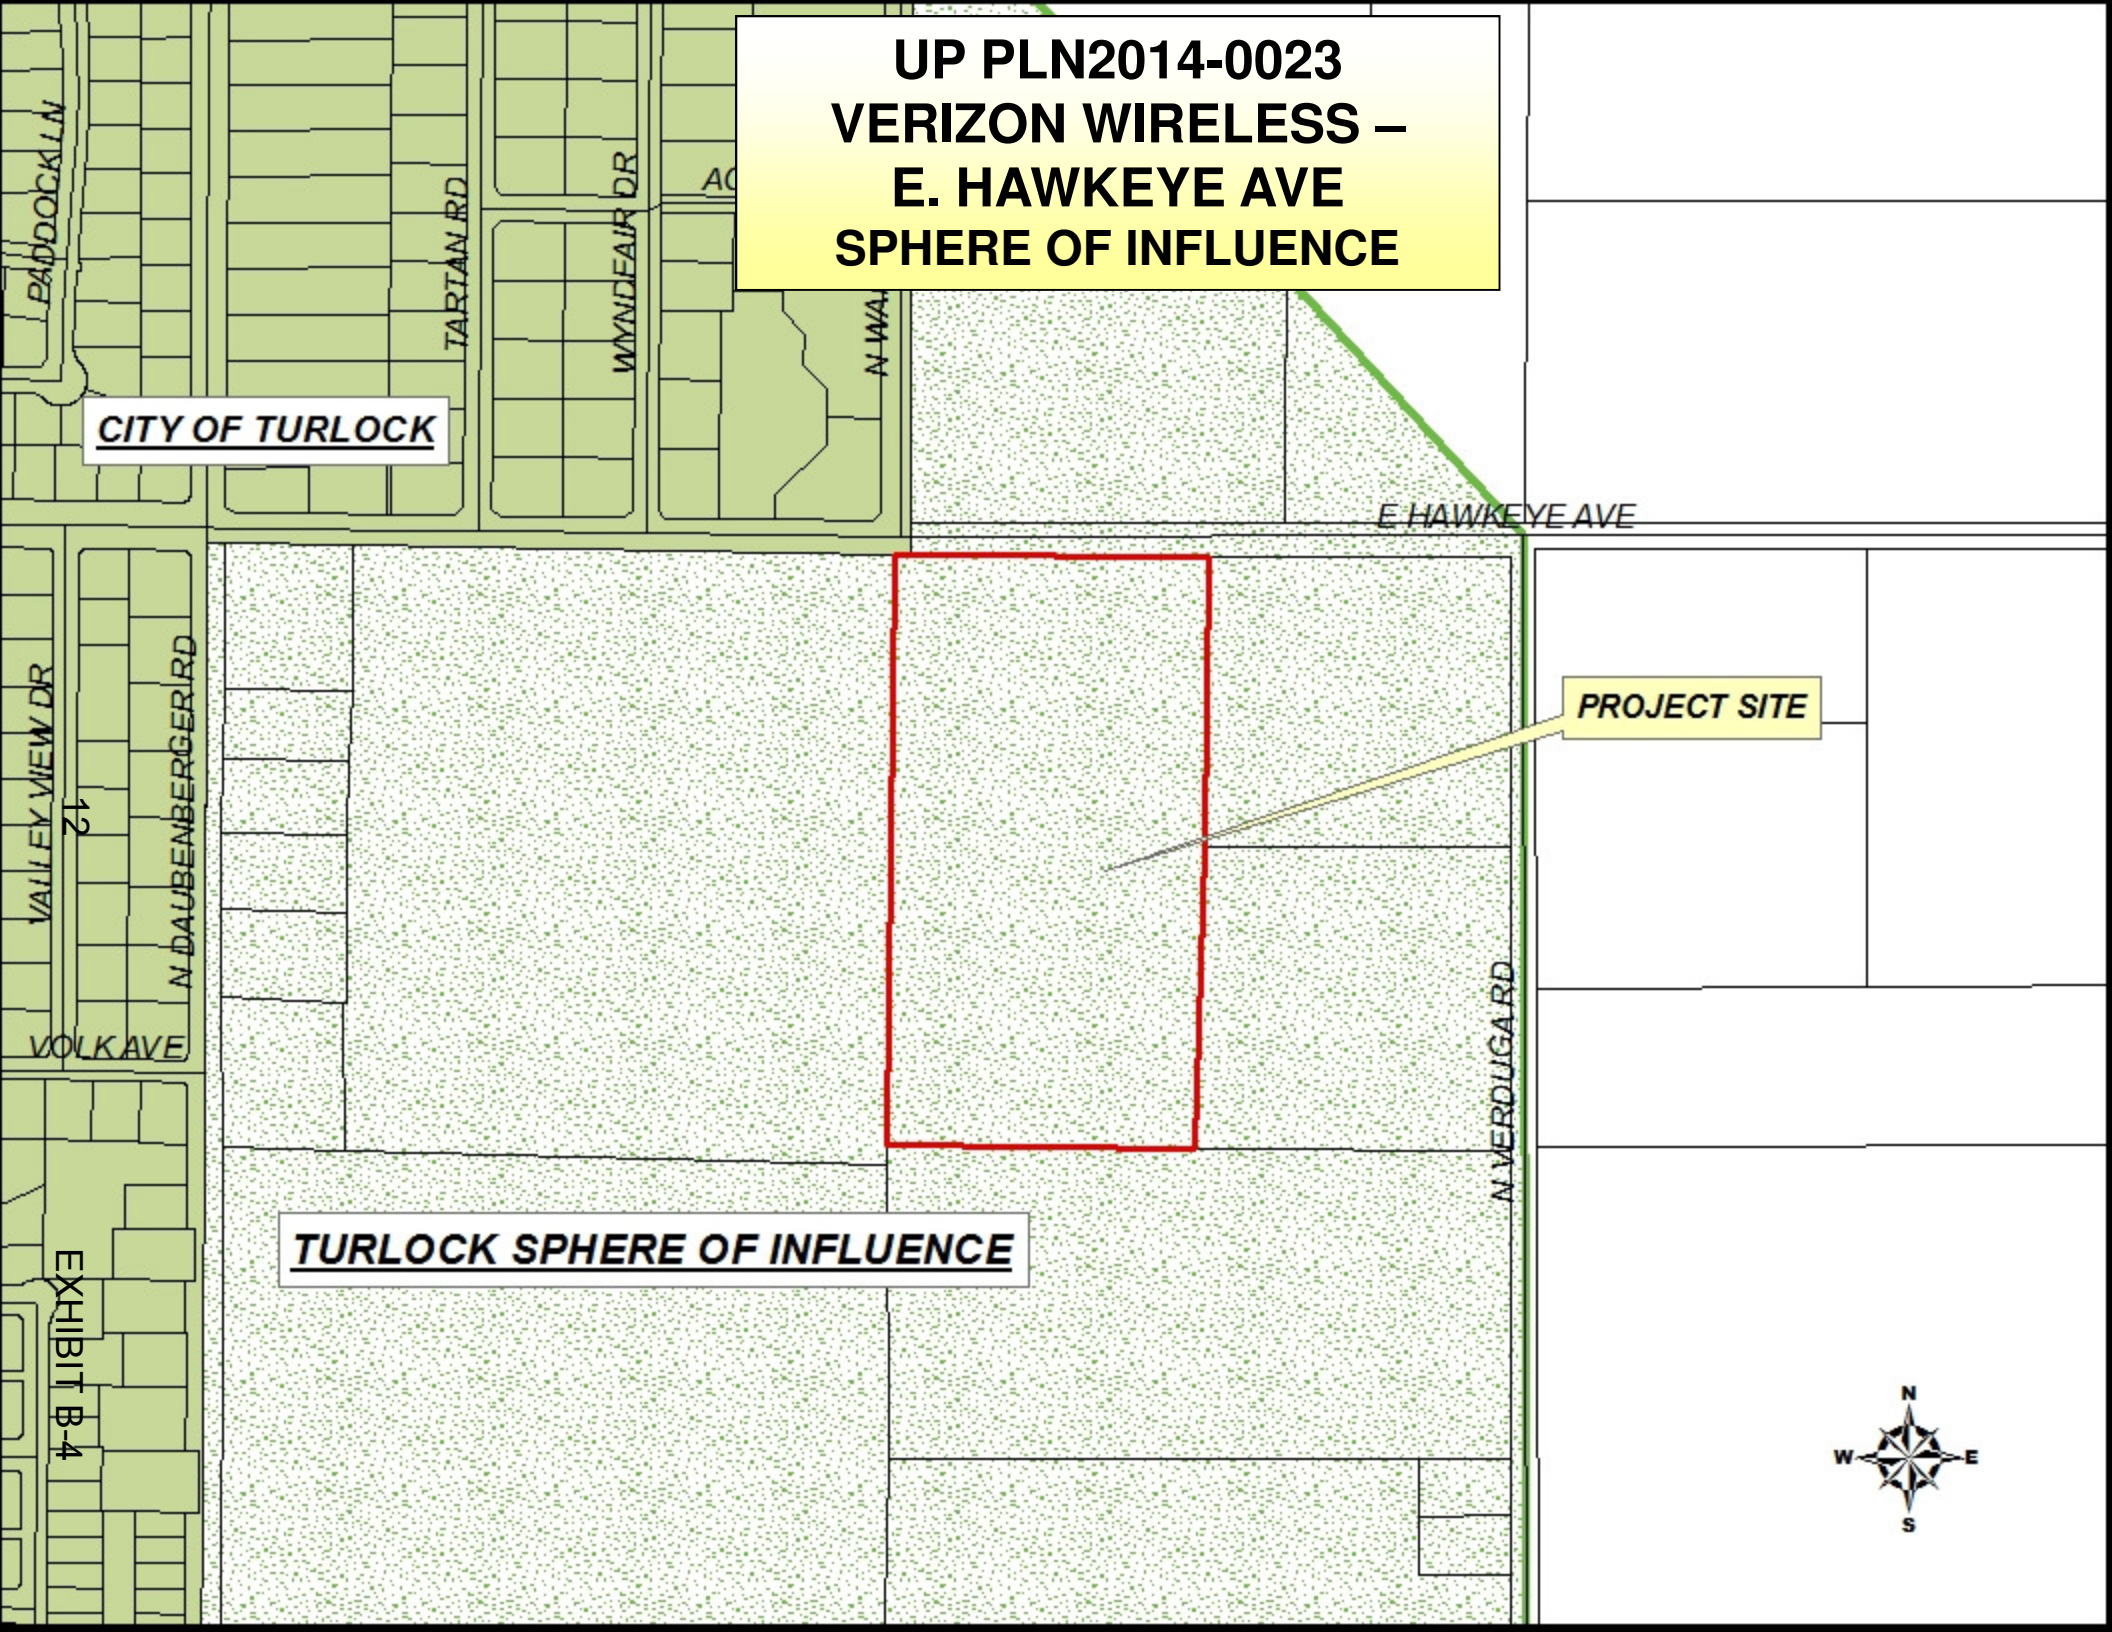 UP PLN2014-0023
VERIZON WIRELESS –
E. HAWKEYE AVE
SPHERE OF INFLUENCE
PADDOCK LN
TARTAN RD
WYNDFAIR DR
N WA
CITY OF TURLOCK
E HAWKEYE AVE
PROJECT SITE
VALLEY VIEW DR
12
N DAUBENBERGER RD
VOLK AVE
N VERDUGA RD
TURLOCK SPHERE OF INFLUENCE
EXHIBIT B-4
N
W
E
S